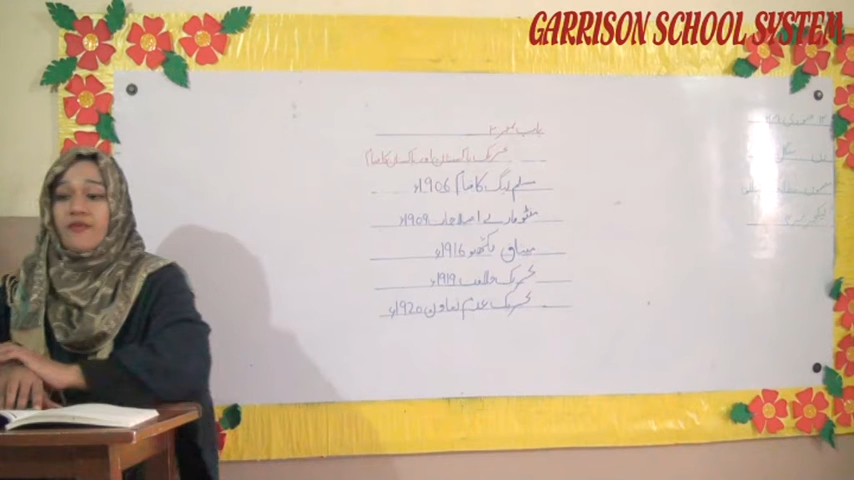 GARRISON SCHOOL SYSTEM
باب نمبر ۲
تحریک پاکستان اور پاکستان کا قیام
مسلم لیگ کا قیام 1906ء
منٹو مارلے اصلاحات 1909ء
میثاق لکھنؤ 1916ء
تحریک خلافت 1919ء
تحریک عدم تعاون 1920ء